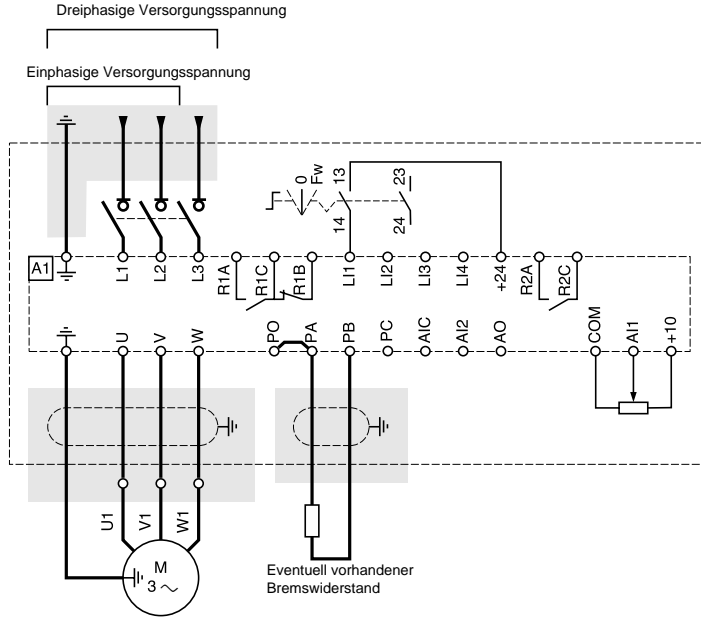 Dreiphasige Versorgungsspannung
Einphasige Versorgungsspannung
0
Fw
13
14
23
24
A1
L1
L2
L3
R1A
R1C
R1B
LI1
LI2
LI3
LI4
+24
R2A
R2C
U
V
W
PO
PA
PB
PC
AIC
AI2
AO
COM
AI1
+10
U1
V1
W1
M
3 ~
Eventuell vorhandener
Bremswiderstand